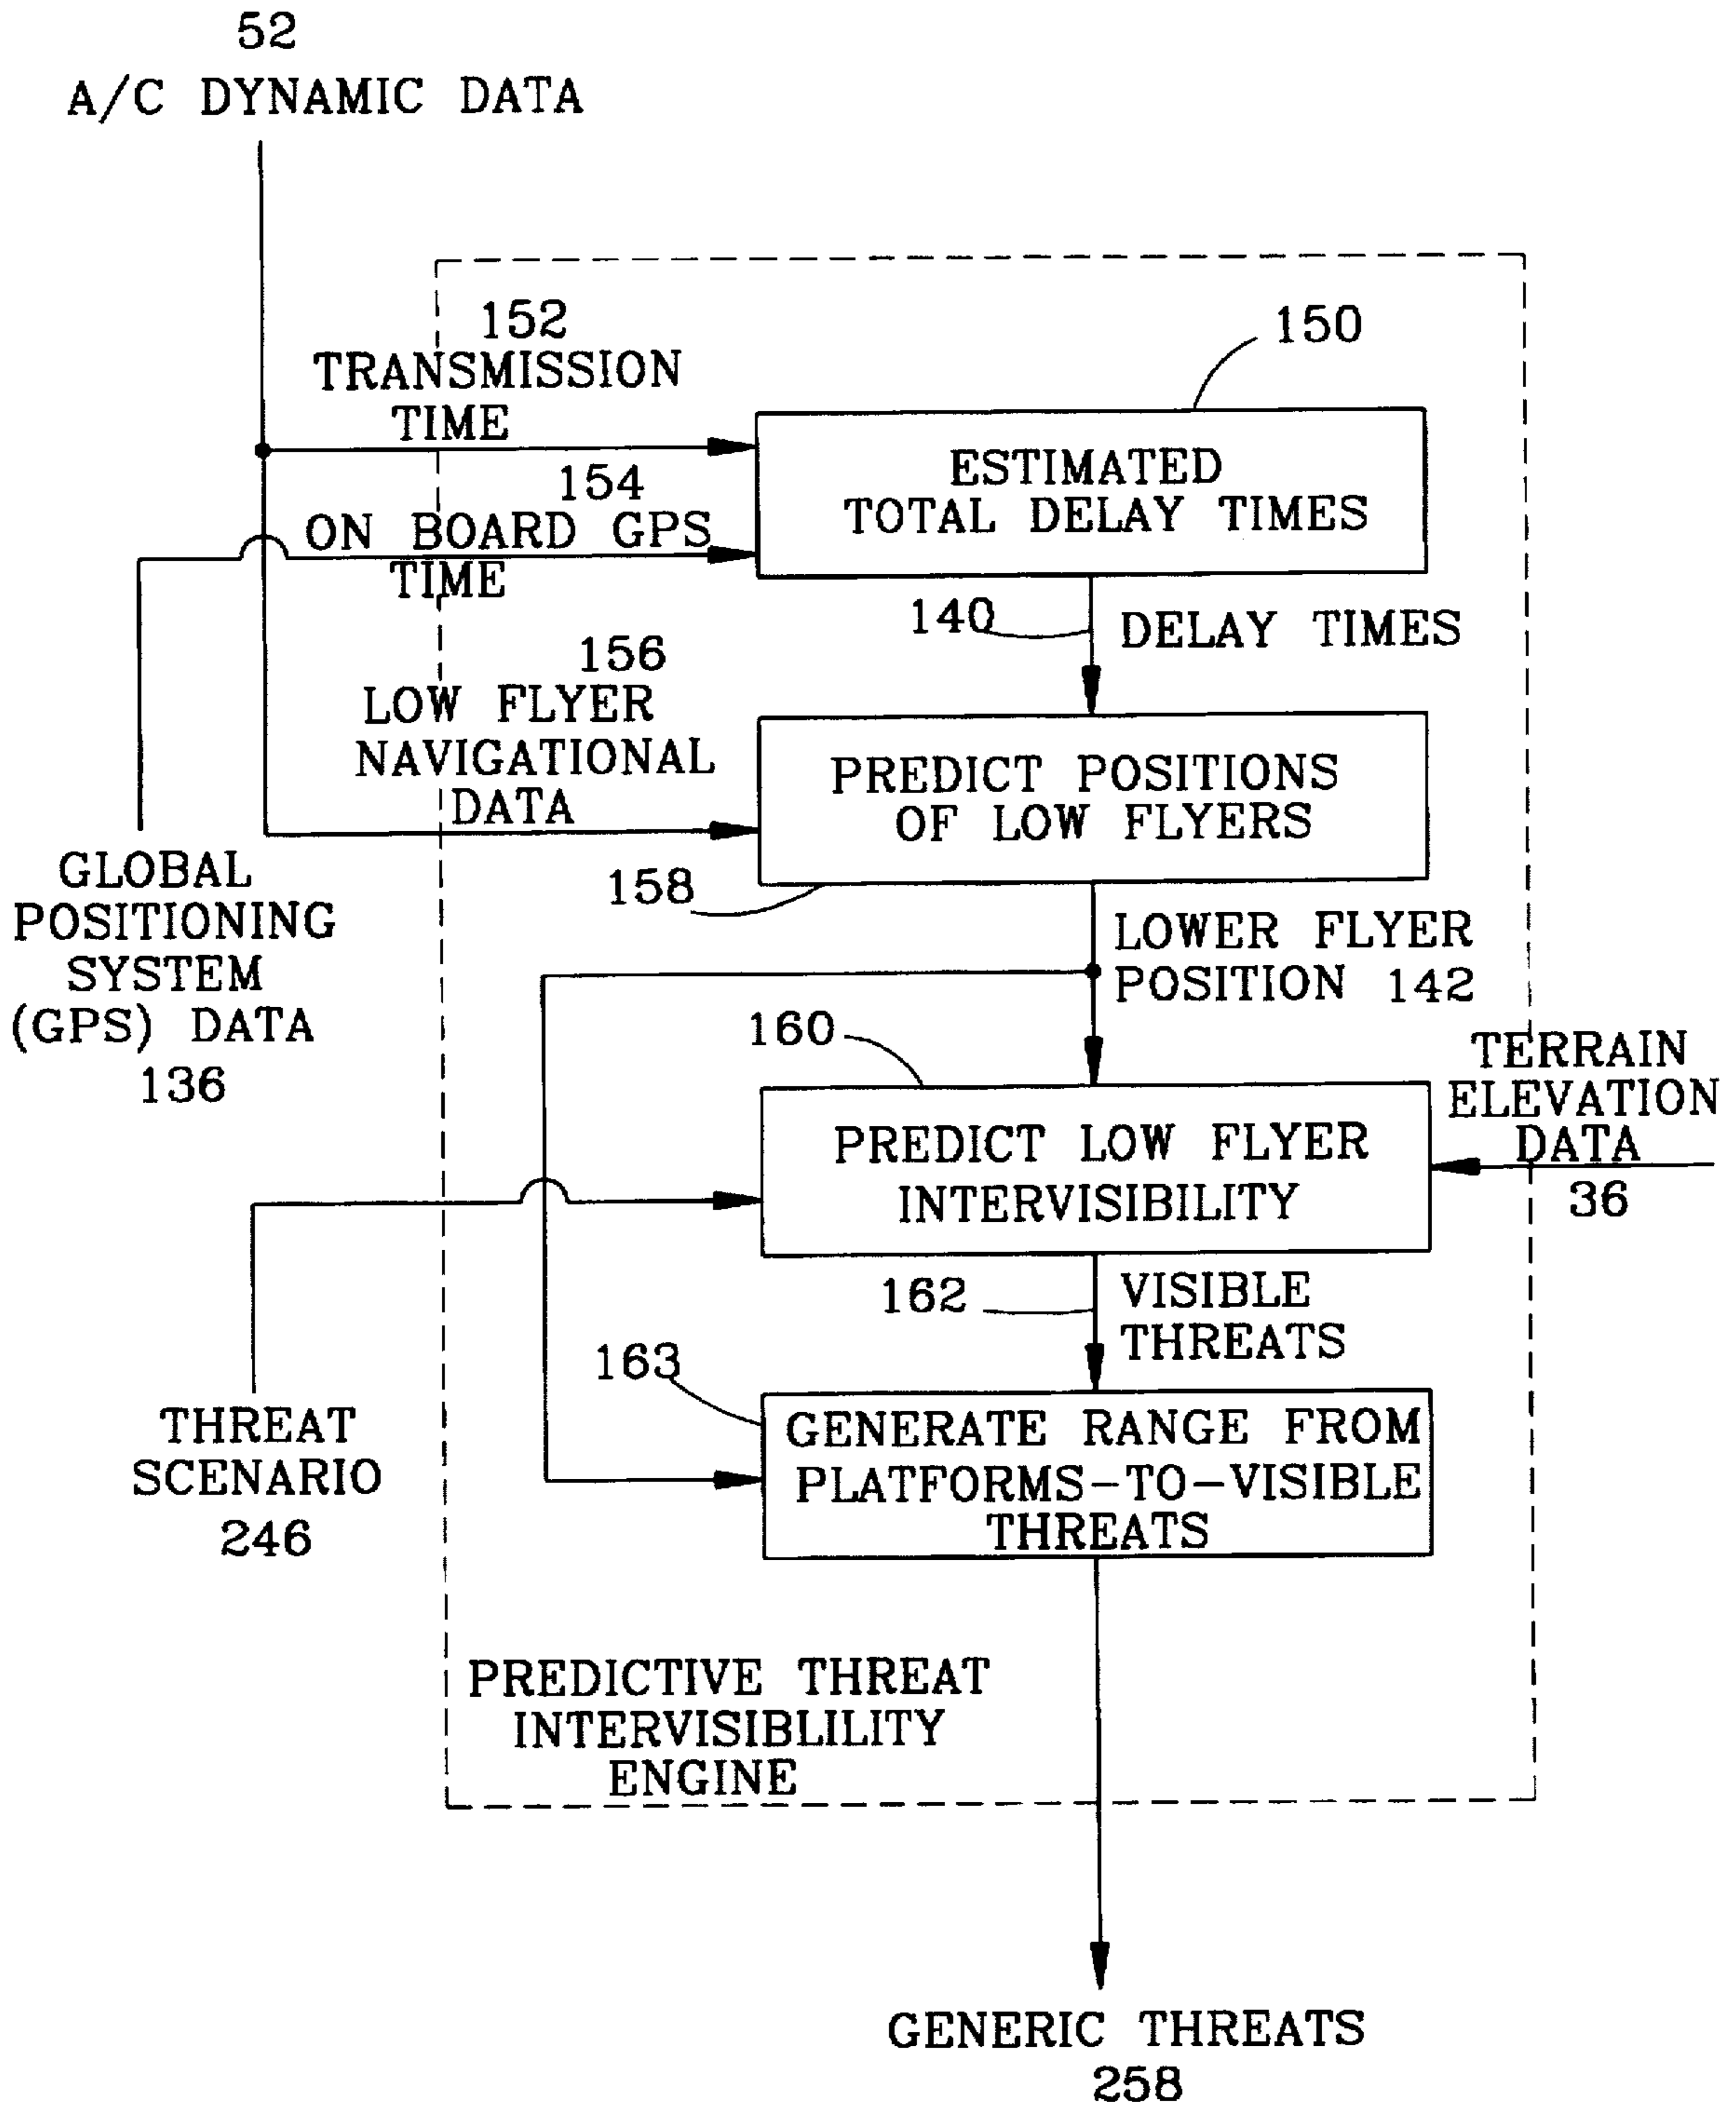 52
A/C DYNAMIC DATA
152
TRANSMISSION
TIME
150
ESTIMATED
TOTAL DELAY TIMES
154
ON BOARD GPS
TIME
140
DELAY TIMES
156
LOW FLYER
NAVIGATIONAL
DATA
PREDICT POSITIONS
OF LOW FLYERS
158
GLOBAL
POSITIONING
SYSTEM
(GPS) DATA
136
LOWER FLYER
POSITION 142
160
TERRAIN
ELEVATION
DATA
36
PREDICT LOW FLYER
INTERVISIBILITY
162
VISIBLE
THREATS
163
THREAT
SCENARIO
246
GENERATE RANGE FROM
PLATFORMS-TO-VISIBLE
THREATS
PREDICTIVE THREAT
INTERVISIBLILITY
ENGINE
GENERIC THREATS
258